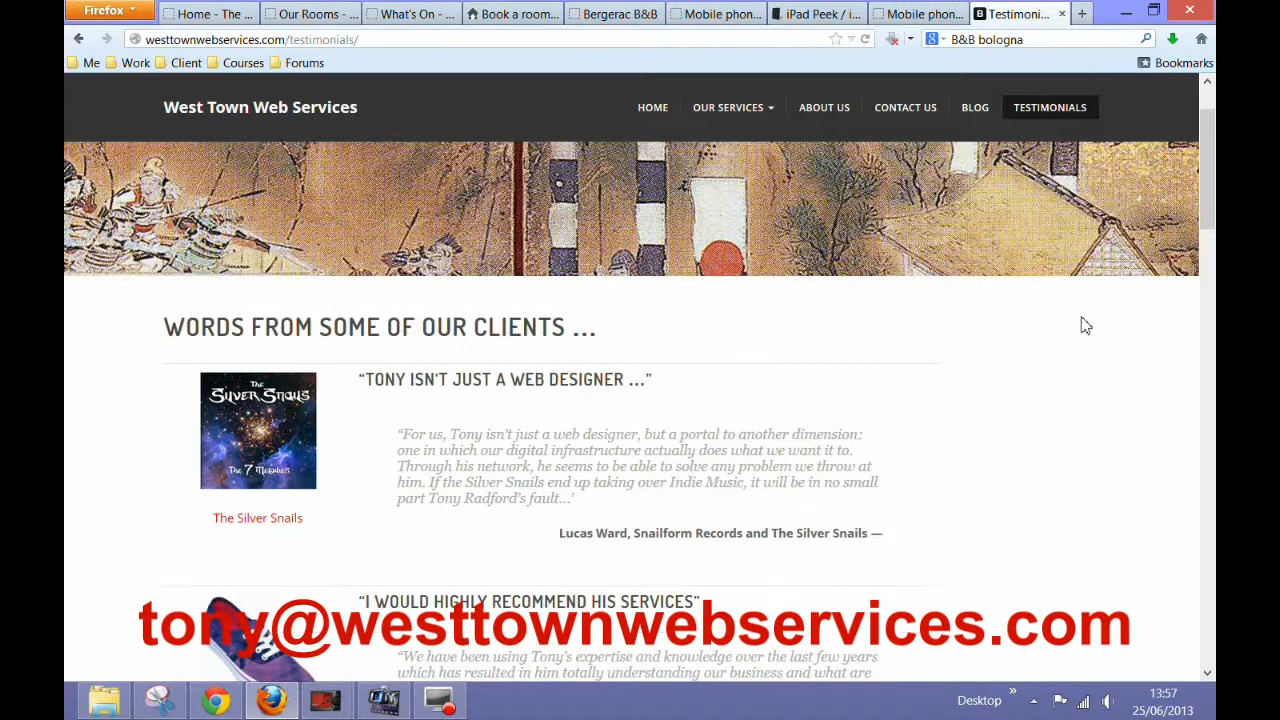 Firefox
Home - The ...
Our Rooms - ...
What's On - ...
Book a room...
Bergerac B&B
Mobile phon...
iPad Peek / i...
Mobile phon...
Testimoni...
westtownwebservices.com/testimonials/
B&B bologna
Me
Work
Client
Courses
Forums
Bookmarks
West Town Web Services
HOME
OUR SERVICES
ABOUT US
CONTACT US
BLOG
TESTIMONIALS
WORDS FROM SOME OF OUR CLIENTS ...
The
Silver Snails
The 7 Melodies
The Silver Snails
“TONY ISN’T JUST A WEB DESIGNER ...”
“For us, Tony isn’t just a web designer, but a portal to another dimension:
one in which our digital infrastructure actually does what we want it to.
Through his network, he seems to be able to solve any problem we throw at
him. If the Silver Snails end up taking over Indie Music, it will be in no small
part Tony Radford’s fault...’
Lucas Ward, Snailform Records and The Silver Snails —
“I WOULD HIGHLY RECOMMEND HIS SERVICES”
tony@westtownwebservices.com
“We have been using Tony’s expertise and knowledge over the last few years
which has resulted in him totally understanding our business and what are
Desktop
13:57
25/06/2013